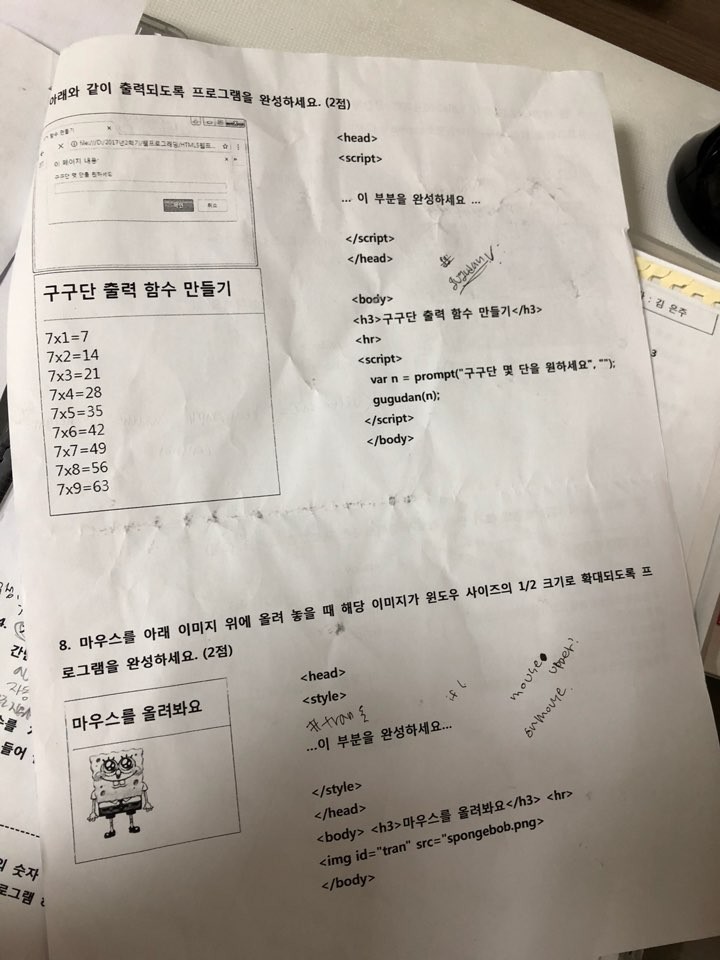 아래와 같이 출력되도록 프로그램을 완성하세요. (2점)
함수 만들기
이 페이지 내용:
구구단 몇 단을 원하세요
확인
취소
구구단 출력 함수 만들기
7x1=7
7x2=14
7x3=21
7x4=28
7x5=35
7x6=42
7x7=49
7x8=56
7x9=63
<head>
<script>
... 이 부분을 완성하세요 ...
</script>
</head>
gugudan
<body>
<h3>구구단 출력 함수 만들기</h3>
<hr>
<script>
var n = prompt("구구단 몇 단을 원하세요", "");
gugudan(n);
</script>
</body>
: 김 은주
3
8. 마우스를 아래 이미지 위에 올려 놓을 때 해당 이미지가 윈도우 사이즈의 1/2 크기로 확대되도록 프
로그램을 완성하세요. (2점)
마우스를 올려봐요
<head>
<style>
#tran
...이 부분을 완성하세요...
</style>
</head>
<body> <h3>마우스를 올려봐요</h3> <hr>
<img id="tran" src="spongebob.png>
</body>
mouse
onmouse
의 숫자